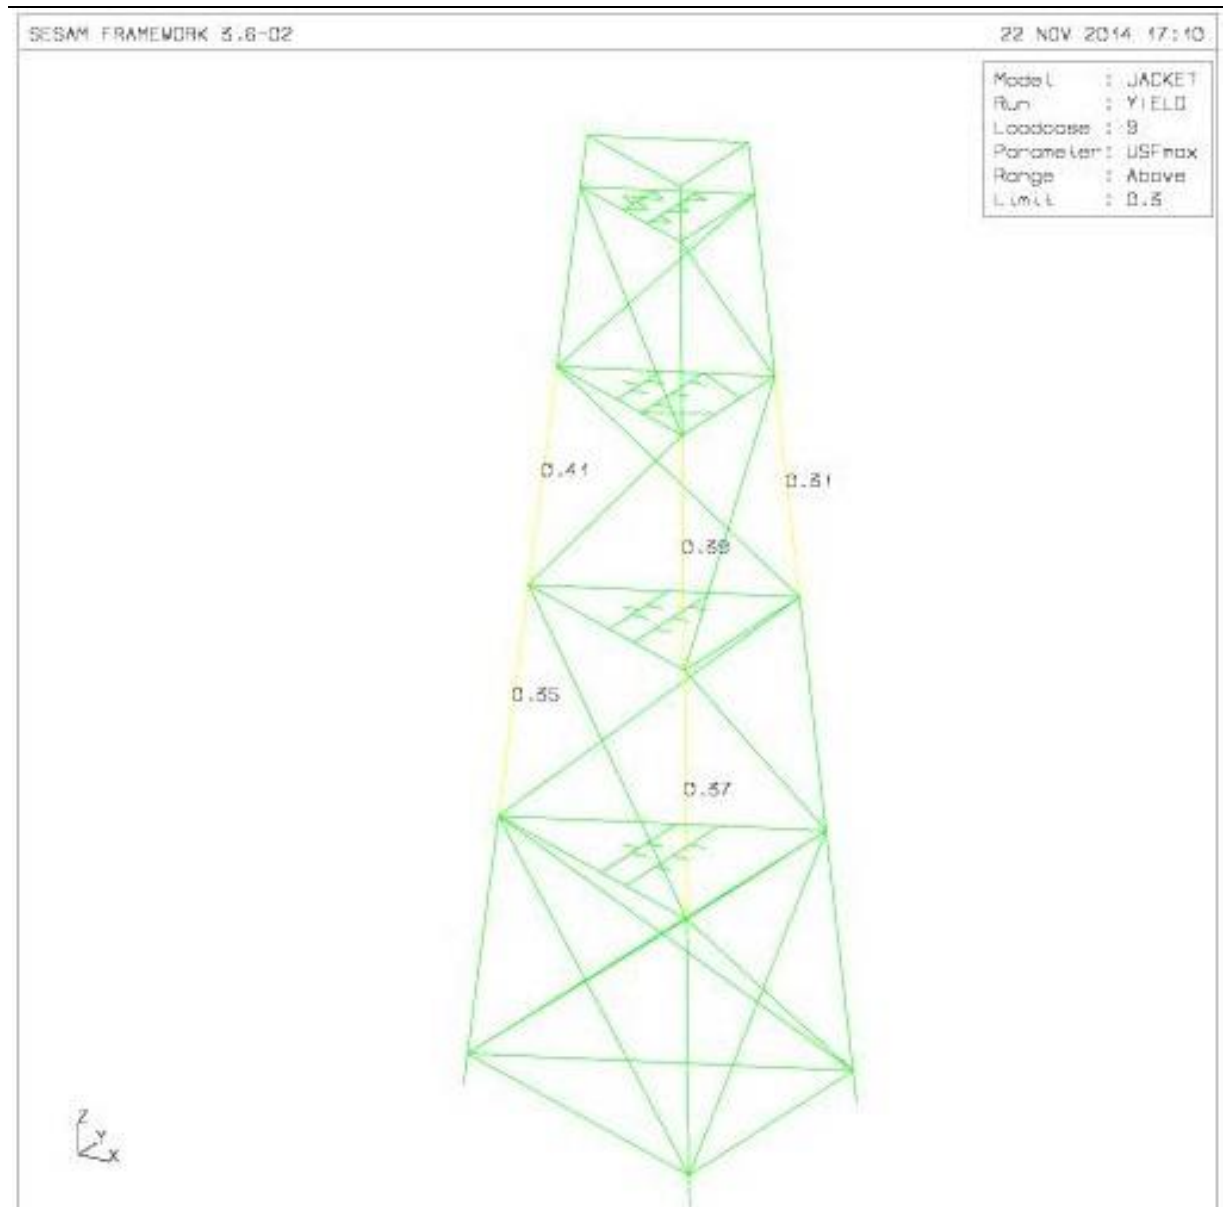 SESAM FRAMEWORK 3.6-02
22 NOV 2014 17:10
Model : JACKET
Run : YIELD
Loadcase : 9
Parameter: USFmax
Range : Above
Limit : 0.3
0.41
0.31
0.39
0.35
0.37
Z
Y
X